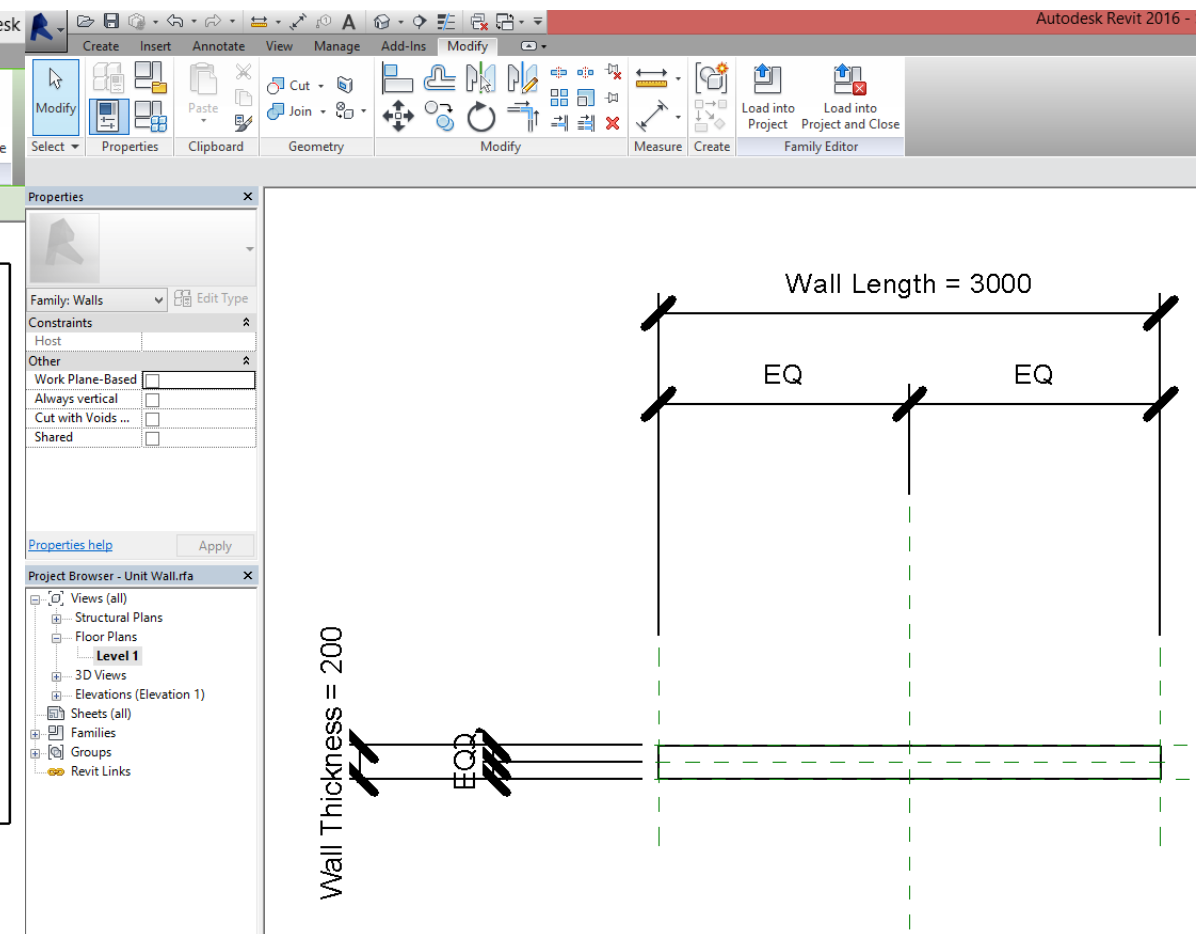 esk
Autodesk Revit 2016 -
Create Insert Annotate View Manage Add-Ins Modify
Modify
Paste
Cut
Join
Load into Project
Load into Project and Close
e
Select Properties Clipboard Geometry Modify Measure Create Family Editor
Properties
Family: Walls Edit Type
Constraints
Host
Other
Work Plane-Based
Always vertical
Cut with Voids ...
Shared
Properties help Apply
Project Browser - Unit Wall.rfa
Views (all)
Structural Plans
Floor Plans
Level 1
3D Views
Elevations (Elevation 1)
Sheets (all)
Families
Groups
Revit Links
Wall Length = 3000
EQ EQ
Wall Thickness = 200